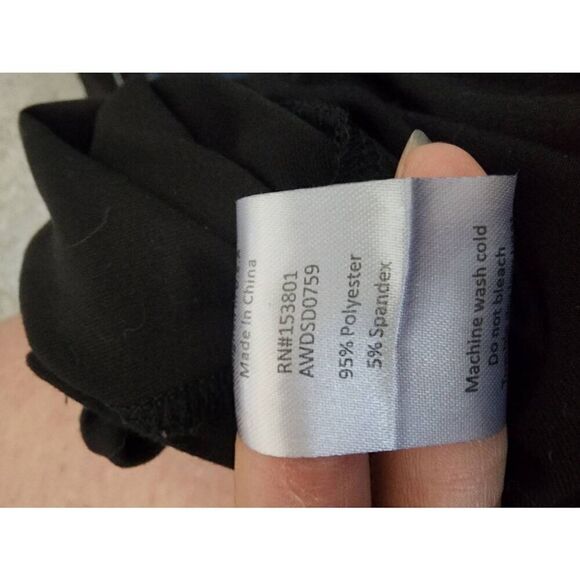 Made In China
RN#153801
AWDSD0759
95% Polyester
5% Spandex
Machine wash cold
Do not bleach